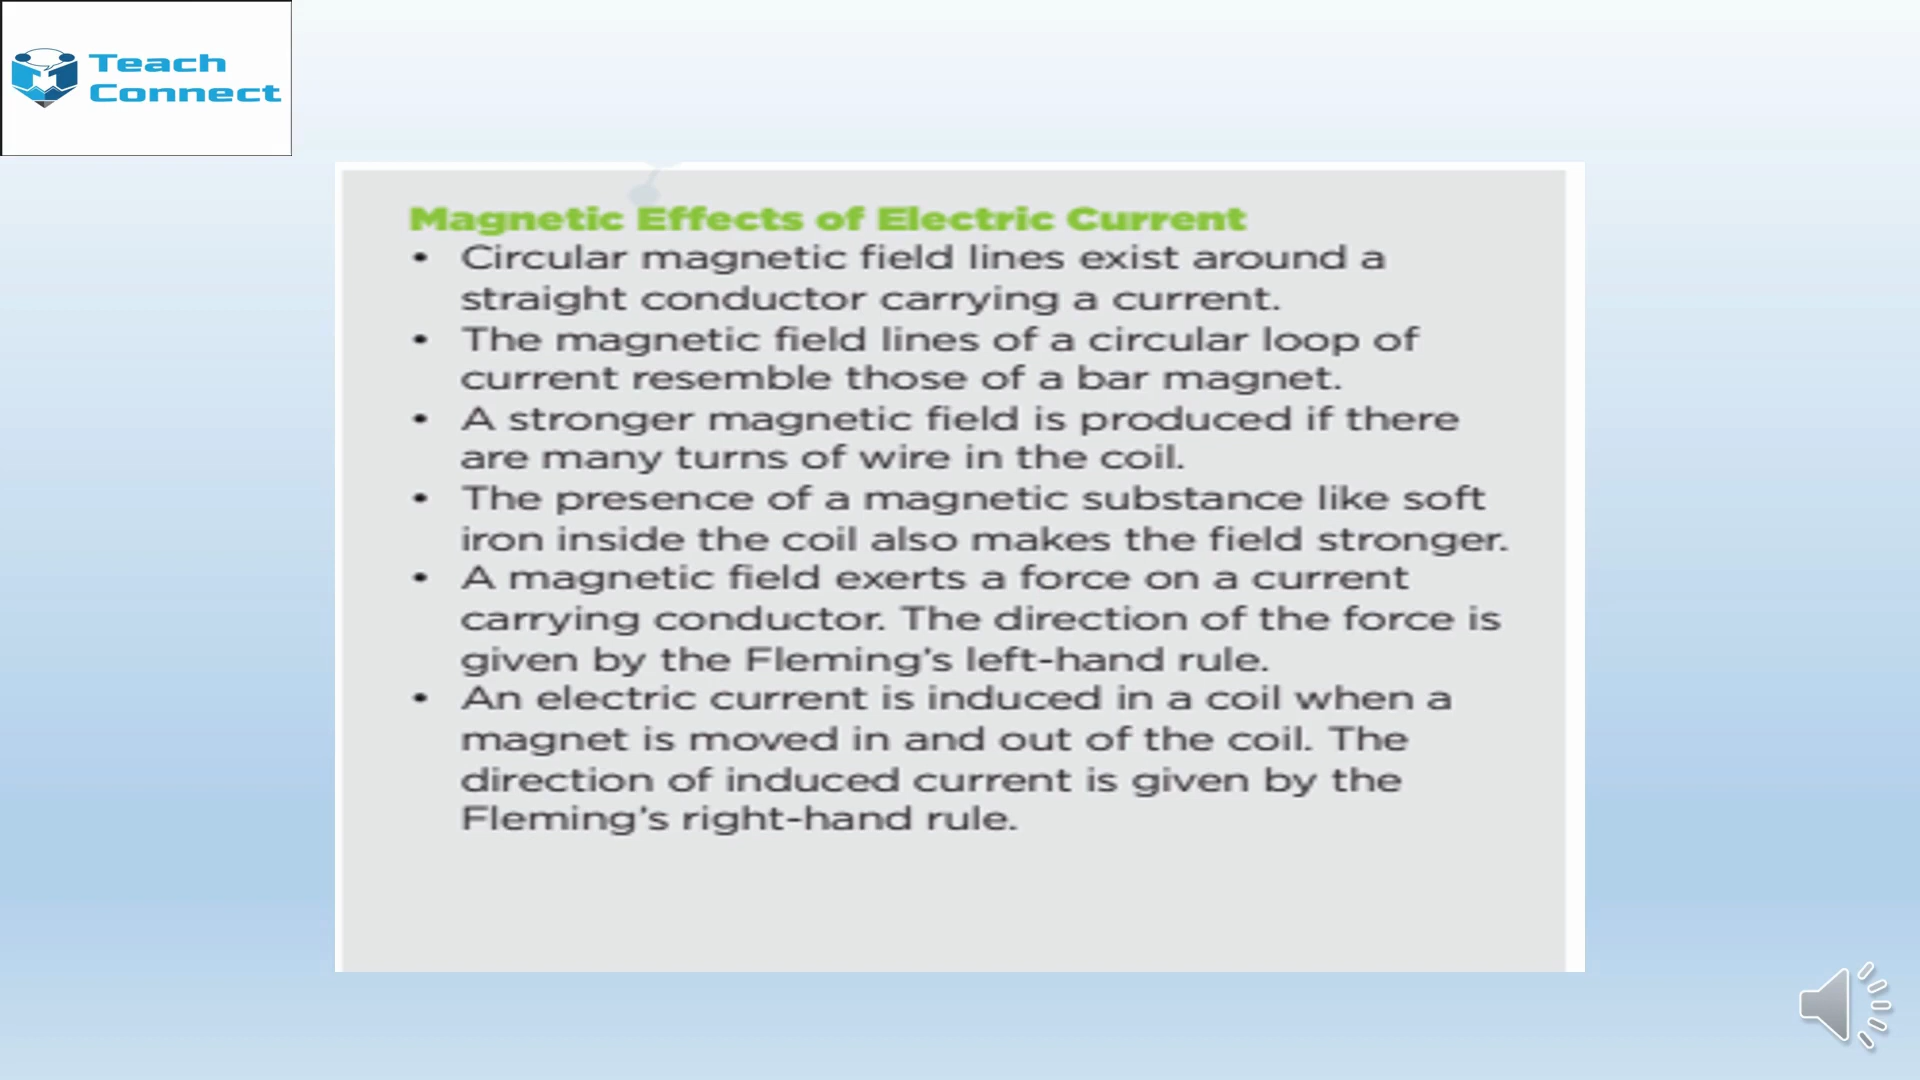 Teach
Connect
Magnetic Effects of Electric Current
• Circular magnetic field lines exist around a
straight conductor carrying a current.
• The magnetic field lines of a circular loop of
current resemble those of a bar magnet.
• A stronger magnetic field is produced if there
are many turns of wire in the coil.
• The presence of a magnetic substance like soft
iron inside the coil also makes the field stronger.
• A magnetic field exerts a force on a current
carrying conductor. The direction of the force is
given by the Fleming’s left-hand rule.
• An electric current is induced in a coil when a
magnet is moved in and out of the coil. The
direction of induced current is given by the
Fleming’s right-hand rule.